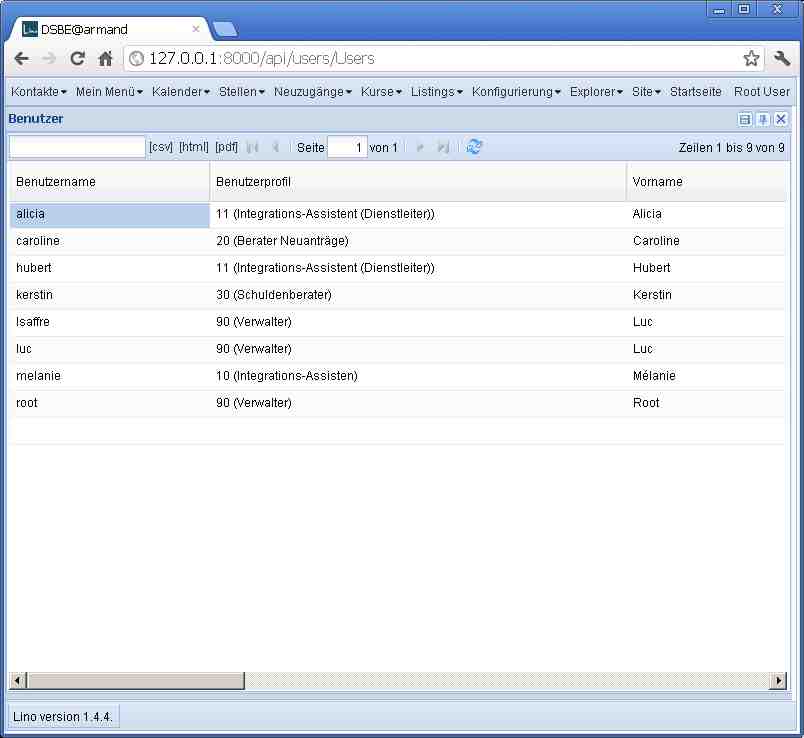 DSBE@armand
127.0.0.1:8000/api/users/Users
Kontakte Mein Menü Kalender Stellen Neuzugänge Kurse Listings Konfigurierung Explorer Site Startseite Root User
Benutzer
[csv] [html] [pdf] Seite 1 von 1 Zeilen 1 bis 9 von 9
Benutzername Benutzerprofil Vorname
alicia 11 (Integrations-Assistent (Dienstleiter)) Alicia
caroline 20 (Berater Neuanträge) Caroline
hubert 11 (Integrations-Assistent (Dienstleiter)) Hubert
kerstin 30 (Schuldenberater) Kerstin
lsaffre 90 (Verwalter) Luc
luc 90 (Verwalter) Luc
melanie 10 (Integrations-Assisten) Mélanie
root 90 (Verwalter) Root
Lino version 1.4.4.